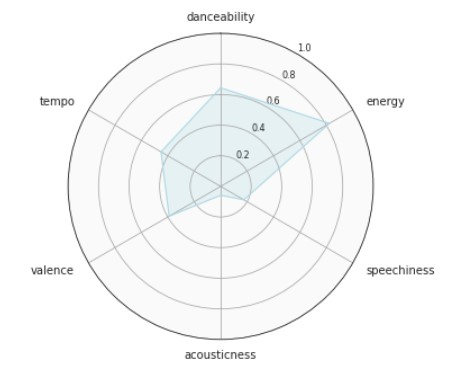 danceability
1.0
0.8
tempo
0.6
energy
0.4
0.2
valence
speechiness
acousticness